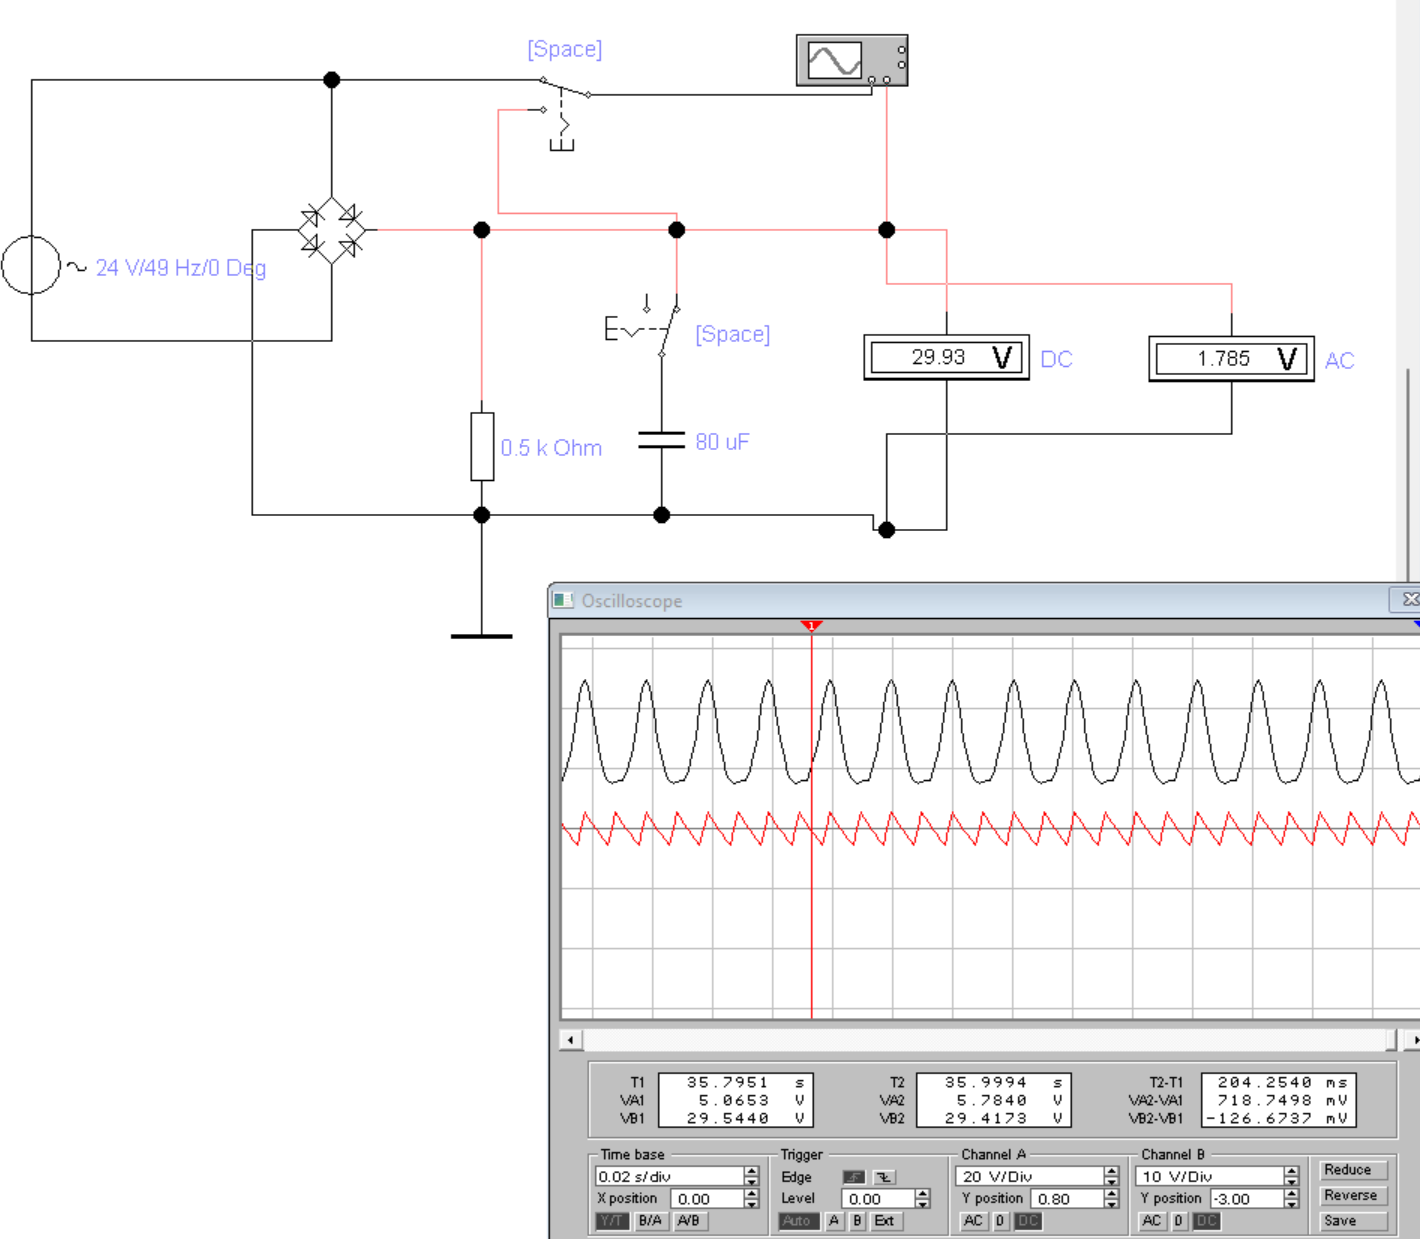 [Space]
24 V/49 Hz/0 Deg
[Space]
29.93 V DC
1.785 V AC
0.5 k Ohm
80 uF
Oscilloscope
1
T1 35.7951 s
VA1 5.0653 V
VB1 29.5440 V
T2 35.9994 s
VA2 5.7840 V
VB2 29.4173 V
T2-T1 204.2540 ms
VA2-VA1 718.7498 mV
VB2-VB1 -126.6737 mV
Time base
0.02 s/div
X position 0.00
Y/T B/A A/B
Trigger
Edge
Level 0.00
Auto A B Ext
Channel A
20 V/Div
Y position 0.80
AC 0 DC
Channel B
10 V/Div
Y position -3.00
AC 0 DC
Reduce
Reverse
Save